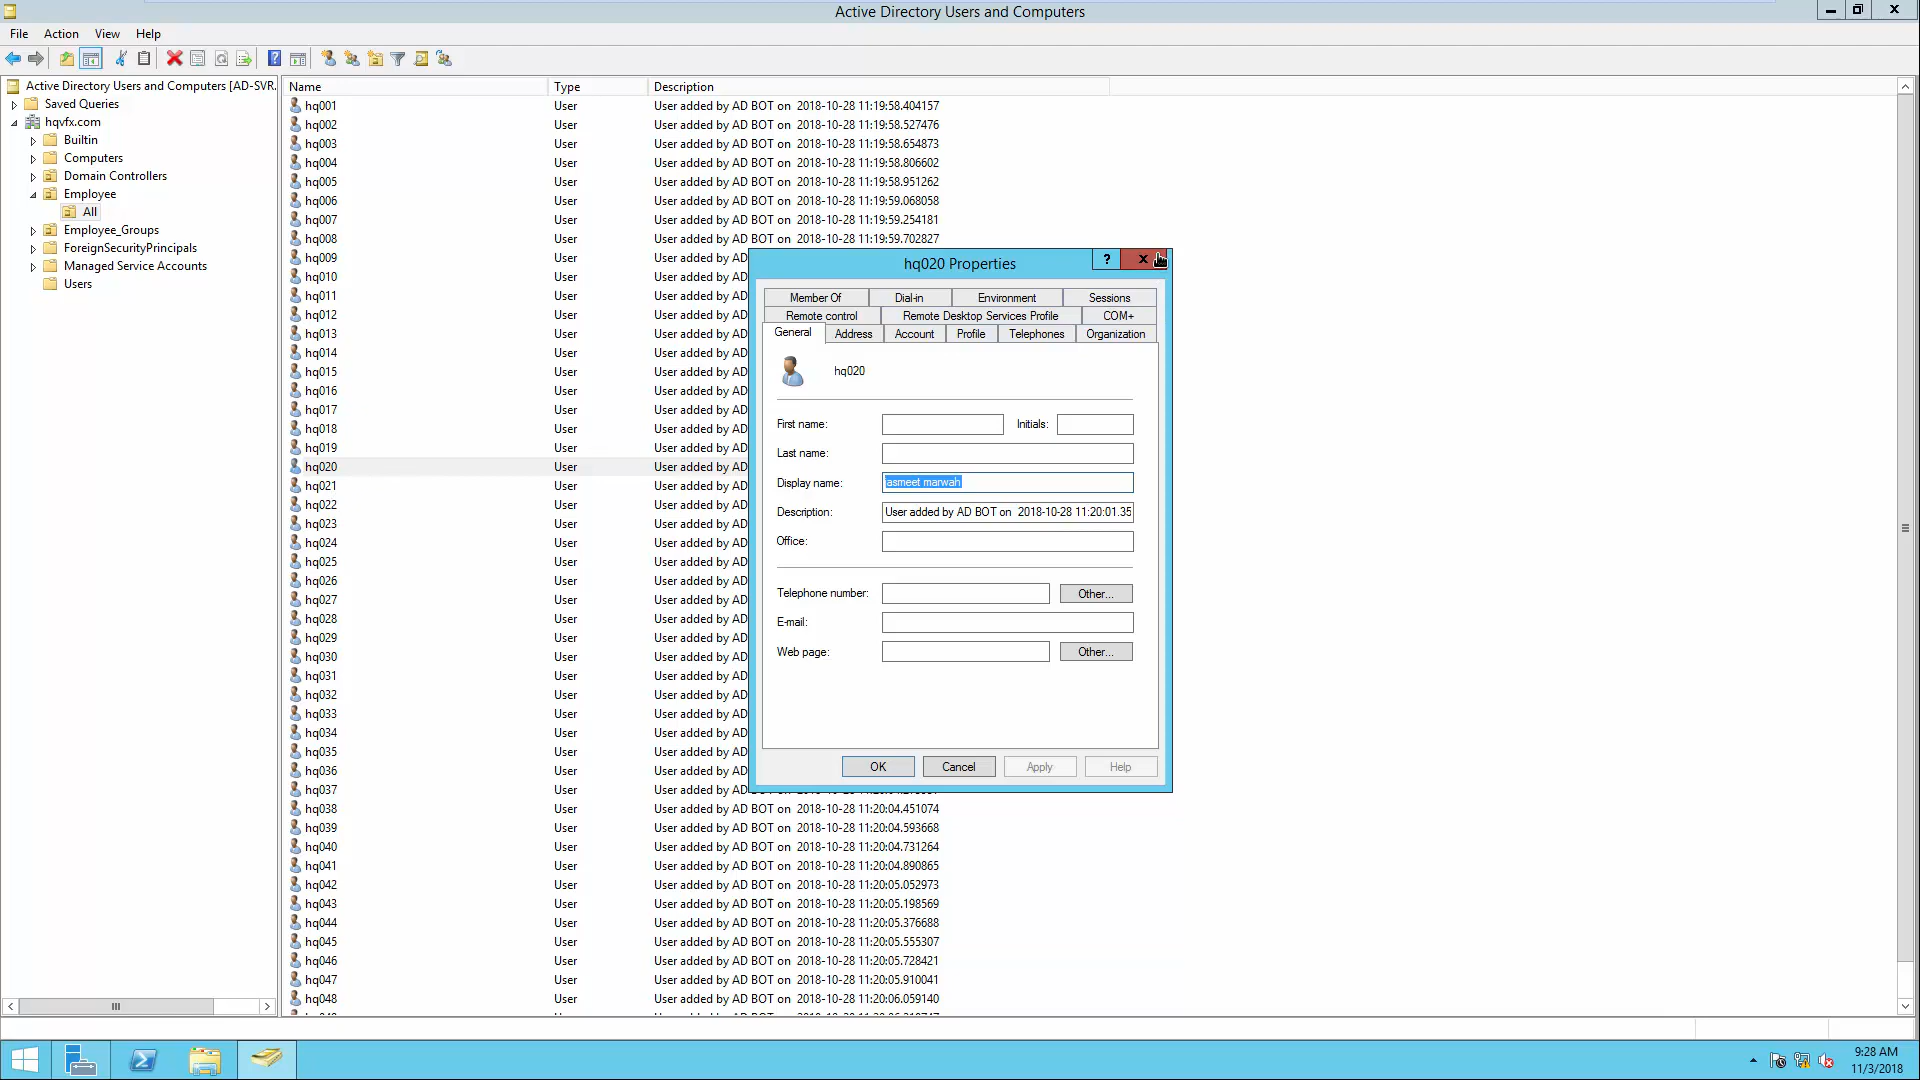 Active Directory Users and Computers
File Action View Help
Active Directory Users and Computers [AD-SVR.
Saved Queries
hqvfx.com
Builtin
Computers
Domain Controllers
Employee
All
Employee_Groups
ForeignSecurityPrincipals
Managed Service Accounts
Users
Name Type Description
hq001 User User added by AD BOT on 2018-10-28 11:19:58.404157
hq002 User User added by AD BOT on 2018-10-28 11:19:58.527476
hq003 User User added by AD BOT on 2018-10-28 11:19:58.654873
hq004 User User added by AD BOT on 2018-10-28 11:19:58.806602
hq005 User User added by AD BOT on 2018-10-28 11:19:58.951262
hq006 User User added by AD BOT on 2018-10-28 11:19:59.068058
hq007 User User added by AD BOT on 2018-10-28 11:19:59.254181
hq008 User User added by AD BOT on 2018-10-28 11:19:59.702827
hq009 User User added by AD
hq010 User User added by AD
hq011 User User added by AD
hq012 User User added by AD
hq013 User User added by AD
hq014 User User added by AD
hq015 User User added by AD
hq016 User User added by AD
hq017 User User added by AD
hq018 User User added by AD
hq019 User User added by AD
hq020 User User added by AD
hq021 User User added by AD
hq022 User User added by AD
hq023 User User added by AD
hq024 User User added by AD
hq025 User User added by AD
hq026 User User added by AD
hq027 User User added by AD
hq028 User User added by AD
hq029 User User added by AD
hq030 User User added by AD
hq031 User User added by AD
hq032 User User added by AD
hq033 User User added by AD
hq034 User User added by AD
hq035 User User added by AD
hq036 User User added by AD
hq037 User User added by AD
hq038 User User added by AD BOT on 2018-10-28 11:20:04.451074
hq039 User User added by AD BOT on 2018-10-28 11:20:04.593668
hq040 User User added by AD BOT on 2018-10-28 11:20:04.731264
hq041 User User added by AD BOT on 2018-10-28 11:20:04.890865
hq042 User User added by AD BOT on 2018-10-28 11:20:05.052973
hq043 User User added by AD BOT on 2018-10-28 11:20:05.198569
hq044 User User added by AD BOT on 2018-10-28 11:20:05.376688
hq045 User User added by AD BOT on 2018-10-28 11:20:05.555307
hq046 User User added by AD BOT on 2018-10-28 11:20:05.728421
hq047 User User added by AD BOT on 2018-10-28 11:20:05.910041
hq048 User User added by AD BOT on 2018-10-28 11:20:06.059140
hq020 Properties
Member Of Dial-in Environment Sessions
Remote control Remote Desktop Services Profile COM+
General Address Account Profile Telephones Organization
hq020
First name: Initials:
Last name:
Display name: jasmeet marwah
Description: User added by AD BOT on 2018-10-28 11:20:01.35
Office:
Telephone number: Other...
E-mail:
Web page: Other...
OK Cancel Apply Help
9:28 AM
11/3/2018